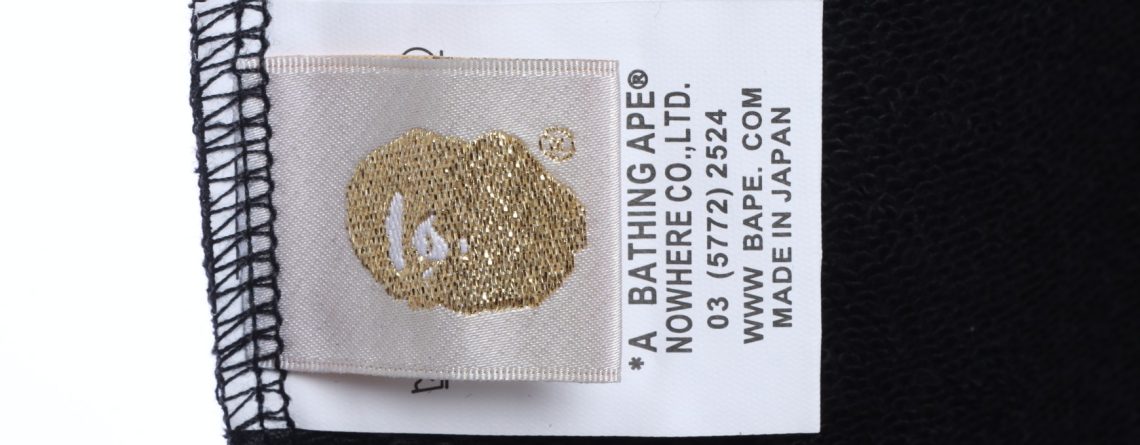 *A BATHING APE®
NOWHERE CO.,LTD.
03 (5772) 2524
WWW BAPE. COM
MADE IN JAPAN
®